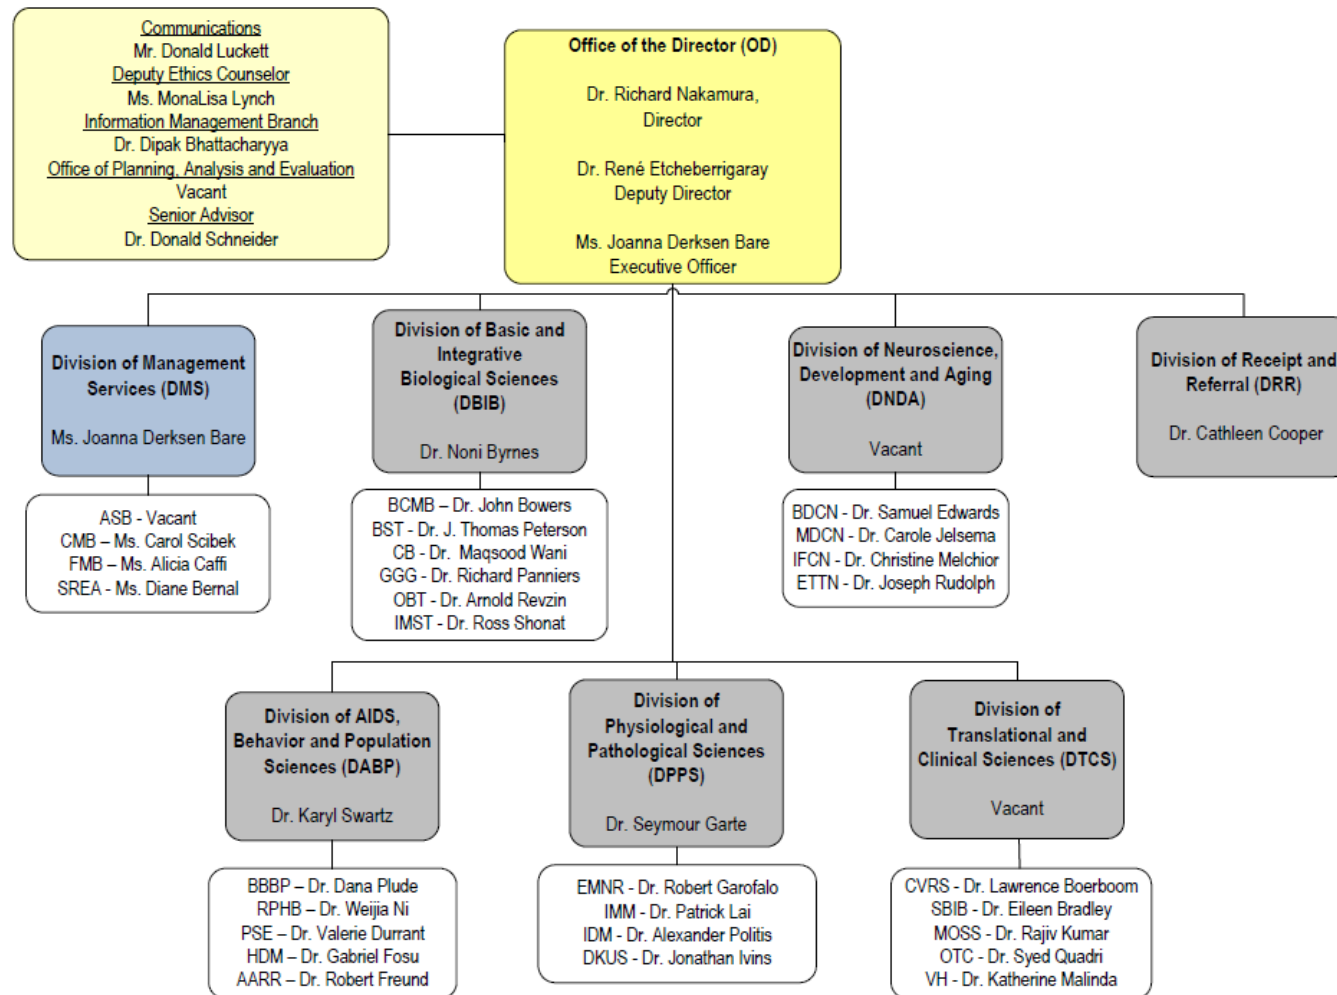 Communications
Mr. Donald Luckett
Deputy Ethics Counselor
Ms. MonaLisa Lynch
Information Management Branch
Dr. Dipak Bhattacharyya
Office of Planning, Analysis and Evaluation
Vacant
Senior Advisor
Dr. Donald Schneider
Office of the Director (OD)
Dr. Richard Nakamura,
Director
Dr. René Etcheberrigaray
Deputy Director
Ms. Joanna Derksen Bare
Executive Officer
Division of Management
Services (DMS)
Ms. Joanna Derksen Bare
ASB - Vacant
CMB – Ms. Carol Scibek
FMB – Ms. Alicia Caffi
SREA - Ms. Diane Bernal
Division of Basic and
Integrative
Biological Sciences
(DBIB)
Dr. Noni Byrnes
BCMB – Dr. John Bowers
BST - Dr. J. Thomas Peterson
CB - Dr. Maqsood Wani
GGG - Dr. Richard Panniers
OBT - Dr. Arnold Revzin
IMST - Dr. Ross Shonat
Division of Neuroscience,
Development and Aging
(DNDA)
Vacant
BDCN - Dr. Samuel Edwards
MDCN - Dr. Carole Jelsema
IFCN - Dr. Christine Melchior
ETTN - Dr. Joseph Rudolph
Division of Receipt and
Referral (DRR)
Dr. Cathleen Cooper
Division of AIDS,
Behavior and Population
Sciences (DABP)
Dr. Karyl Swartz
BBBP – Dr. Dana Plude
RPHB – Dr. Weijia Ni
PSE – Dr. Valerie Durrant
HDM – Dr. Gabriel Fosu
AARR – Dr. Robert Freund
Division of
Physiological and
Pathological Sciences
(DPPS)
Dr. Seymour Garte
EMNR - Dr. Robert Garofalo
IMM - Dr. Patrick Lai
IDM - Dr. Alexander Politis
DKUS - Dr. Jonathan Ivins
Division of
Translational and
Clinical Sciences (DTCS)
Vacant
CVRS - Dr. Lawrence Boerboom
SBIB - Dr. Eileen Bradley
MOSS - Dr. Rajiv Kumar
OTC - Dr. Syed Quadri
VH - Dr. Katherine Malinda